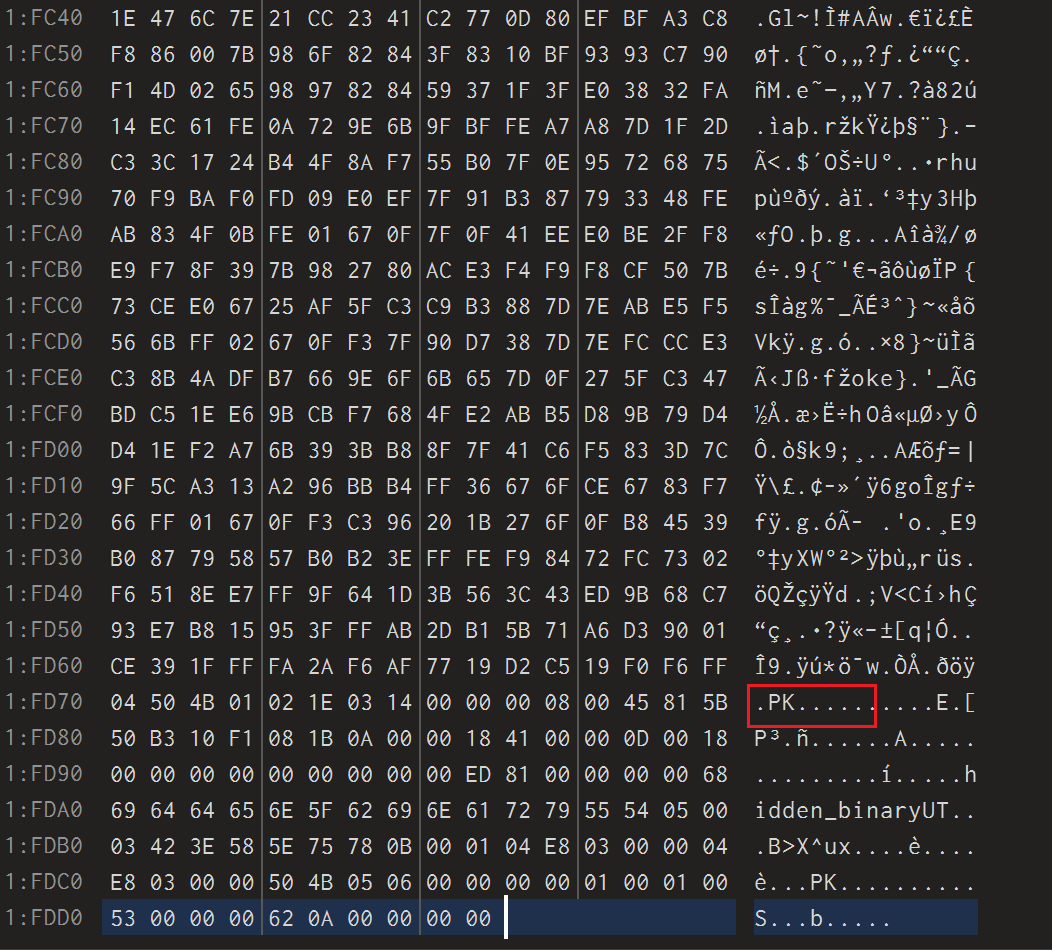 1:FC40 1E 47 6C 7E 21 CC 23 41 C2 77 0D 80 EF BF A3 C8 .Gl~!Ì#AÂw.€ï¿£È
1:FC50 F8 86 00 7B 98 6F 82 84 3F 83 10 BF 93 93 C7 90 ø†.{˜o‚„?ƒ.¿““Ç.
1:FC60 F1 4D 02 65 98 97 82 84 59 37 1F 3F E0 38 32 FA ñM.e˜—‚„Y7.?à82ú
1:FC70 14 EC 61 FE 0A 72 9E 6B 9F BF FE A7 A8 7D 1F 2D .ìaþ.ržkŸ¿þ§¨}.-
1:FC80 C3 3C 17 24 B4 4F 8A F7 55 B0 7F 0E 95 72 68 75 Ã<.$´OŠ÷U°..•rhu
1:FC90 70 F9 BA F0 FD 09 E0 EF 7F 91 B3 87 79 33 48 FE pùºðý.àï.‘³‡y3Hþ
1:FCA0 AB 83 4F 0B FE 01 67 0F 7F 0F 41 EE E0 BE 2F F8 «ƒO.þ.g...Aîà¾/ø
1:FCB0 E9 F7 8F 39 7B 98 27 80 AC E3 F4 F9 F8 CF 50 7B é÷.9{˜'€¬ãôùøÏP{
1:FCC0 73 CE E0 67 25 AF 5F C3 C9 B3 88 7D 7E AB E5 F5 sÎàg%¯_ÃÉ³ˆ}~«åõ
1:FCD0 56 6B FF 02 67 0F F3 7F 90 D7 38 7D 7E FC CC E3 Vkÿ.g.ó..×8}~üÌã
1:FCE0 C3 8B 4A DF B7 66 9E 6F 6B 65 7D 0F 27 5F C3 47 Ã‹Jß·fžoke}.'_ÃG
1:FCF0 BD C5 1E E6 9B CB F7 68 4F E2 AB B5 D8 9B 79 D4 ½Å.æ›Ë÷hOâ«µØ›yÔ
1:FD00 D4 1E F2 A7 6B 39 3B B8 8F 7F 41 C6 F5 83 3D 7C Ô.ò§k9;¸..AÆõƒ=|
1:FD10 9F 5C A3 13 A2 96 BB B4 FF 36 67 6F CE 67 83 F7 Ÿ\£.¢–»´ÿ6goÎgƒ÷
1:FD20 66 FF 01 67 0F F3 C3 96 20 1B 27 6F 0F B8 45 39 fÿ.g.óÃ– .'o.¸E9
1:FD30 B0 87 79 58 57 B0 B2 3E FF FE F9 84 72 FC 73 02 °‡yXW°²>ÿþù„rüs.
1:FD40 F6 51 8E E7 FF 9F 64 1D 3B 56 3C 43 ED 9B 68 C7 öQŽçÿŸd.;V<Cí›hÇ
1:FD50 93 E7 B8 15 95 3F FF AB 2D B1 5B 71 A6 D3 90 01 “ç¸.•?ÿ«-±[q¦Ó..
1:FD60 CE 39 1F FF FA 2A F6 AF 77 19 D2 C5 19 F0 F6 FF Î9.ÿú*ö¯w.ÒÅ.ðöÿ
1:FD70 04 50 4B 01 02 1E 03 14 00 00 00 08 00 45 81 5B .PK..........E.[
1:FD80 50 B3 10 F1 08 1B 0A 00 00 18 41 00 00 0D 00 18 P³.ñ......A.....
1:FD90 00 00 00 00 00 00 00 00 00 ED 81 00 00 00 00 68 .........í.....h
1:FDA0 69 64 64 65 6E 5F 62 69 6E 61 72 79 55 54 05 00 idden_binaryUT..
1:FDB0 03 42 3E 58 5E 75 78 0B 00 01 04 E8 03 00 00 04 .B>X^ux....è....
1:FDC0 E8 03 00 00 50 4B 05 06 00 00 00 00 01 00 01 00 è...PK..........
1:FDD0 53 00 00 00 62 0A 00 00 00 00 S...b.....